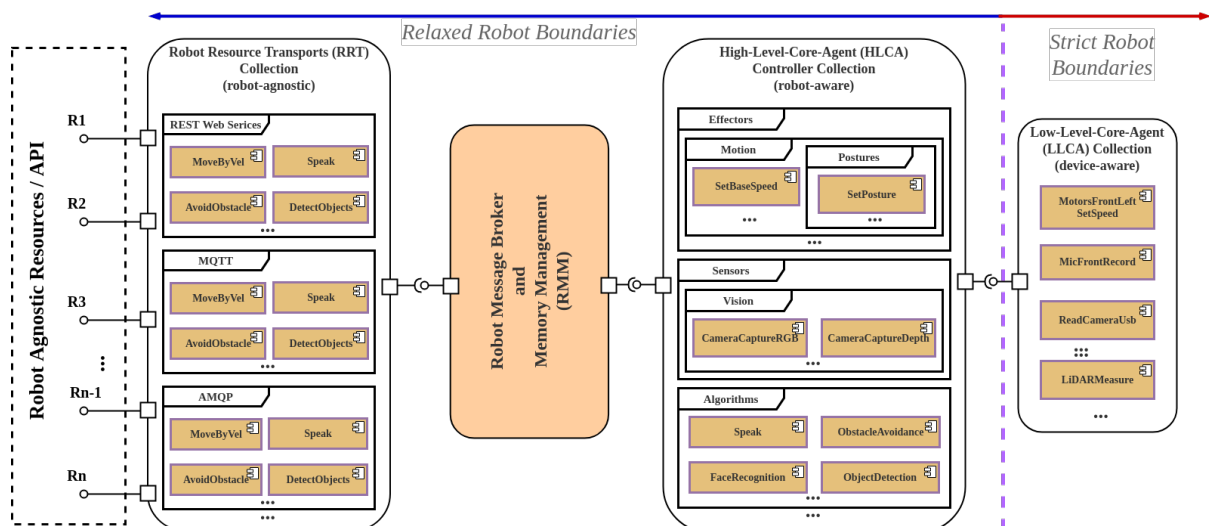 Relaxed Robot Boundaries
Strict Robot
Boundaries
Robot Agnostic Resources / API
R1
R2
R3
...
Rn-1
Rn
Robot Resource Transports (RRT)
Collection
(robot-agnostic)
REST Web Serices
MoveByVel
Speak
AvoidObstacle
DetectObjects
...
MQTT
MoveByVel
Speak
AvoidObstacle
DetectObjects
...
AMQP
MoveByVel
Speak
AvoidObstacle
DetectObjects
...
...
Robot Message Broker
and
Memory Management
(RMM)
High-Level-Core-Agent (HLCA)
Controller Collection
(robot-aware)
Effectors
Motion
SetBaseSpeed
...
Postures
SetPosture
...
...
Sensors
Vision
CameraCaptureRGB
CameraCaptureDepth
...
...
Algorithms
Speak
ObstacleAvoidance
FaceRecognition
ObjectDetection
...
...
Low-Level-Core-Agent
(LLCA) Collection
(device-aware)
MotorsFrontLeft
SetSpeed
MicFrontRecord
ReadCameraUsb
...
...
LiDARMeasure
...